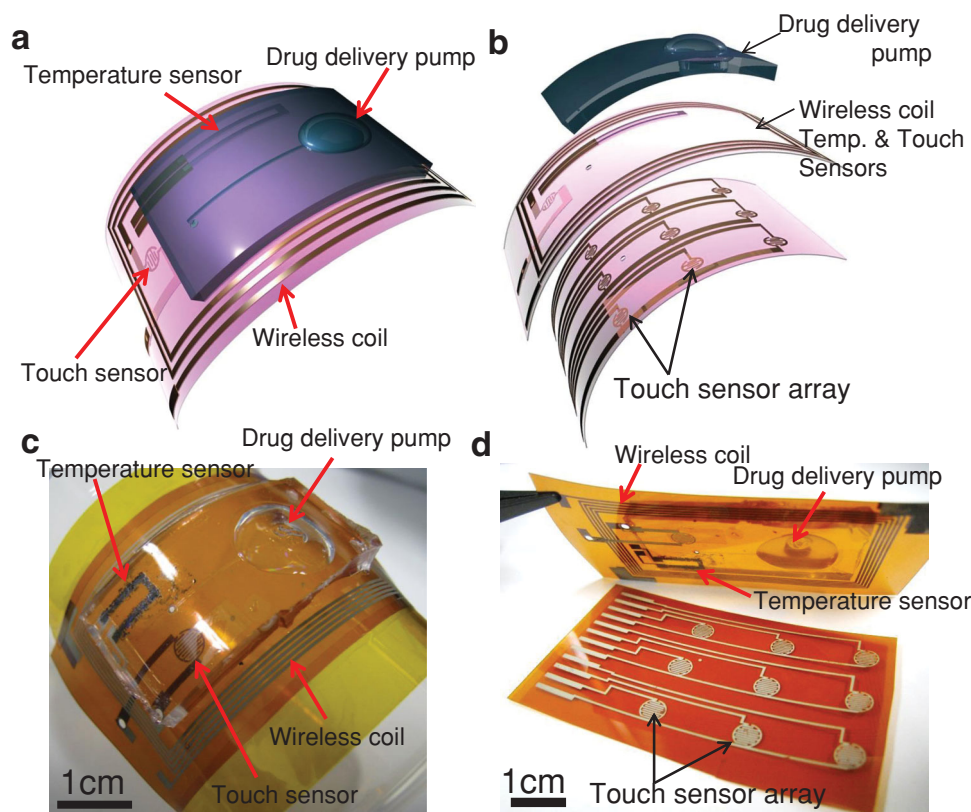 a
Temperature sensor
Drug delivery pump
Touch sensor
Wireless coil
b
Drug delivery
pump
Wireless coil
Temp. & Touch
Sensors
Touch sensor array
c
Drug delivery pump
Temperature sensor
Wireless coil
Touch sensor
1cm
d
Wireless coil
Drug delivery pump
Temperature sensor
Touch sensor array
1cm